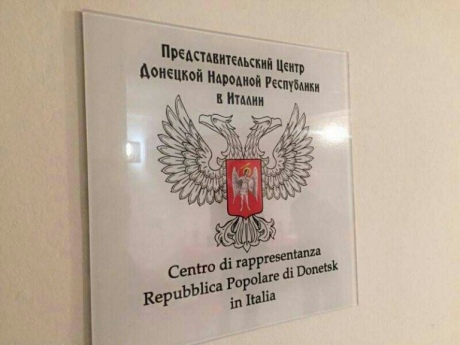 Представительский Центр
Донецкой Народной Республики
в Италии
Centro di rappresentanza
Repubblica Popolare di Donetsk
in Italia